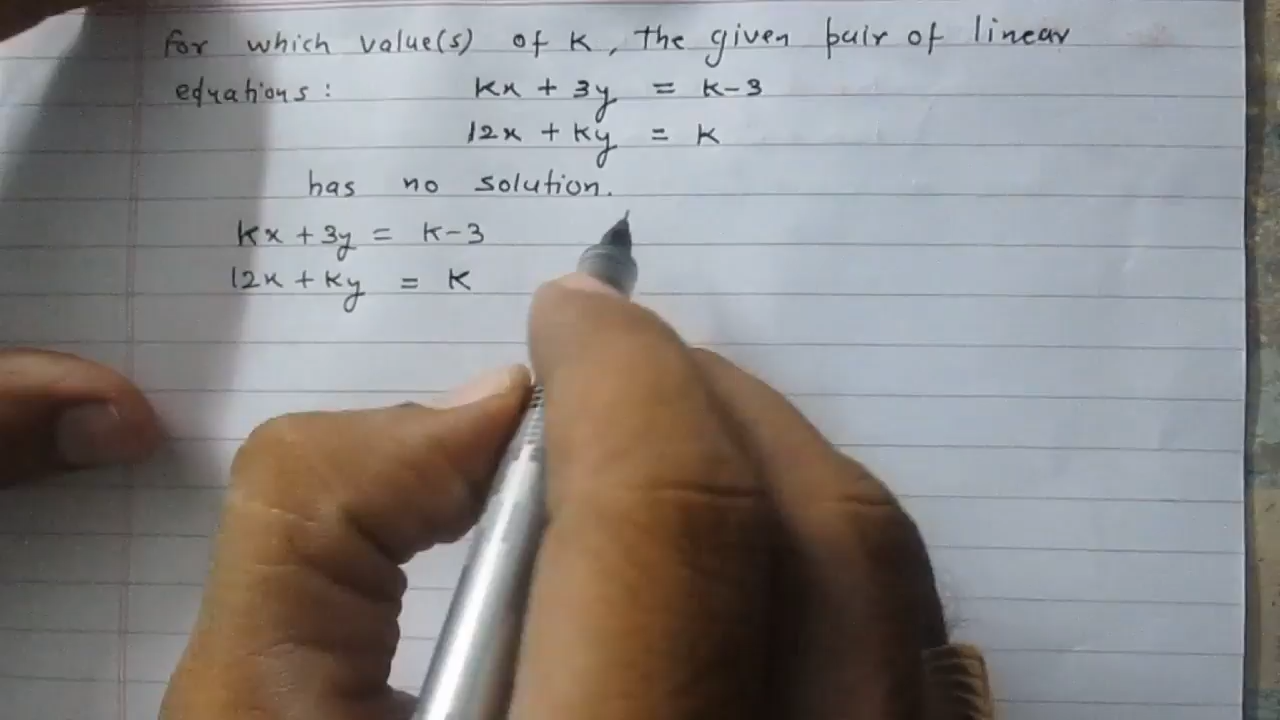 for which value(s) of K, the given pair of linear
equations: Kx + 3y = K-3
12x + Ky = K
has no solution.
Kx + 3y = K-3
12x + Ky = K